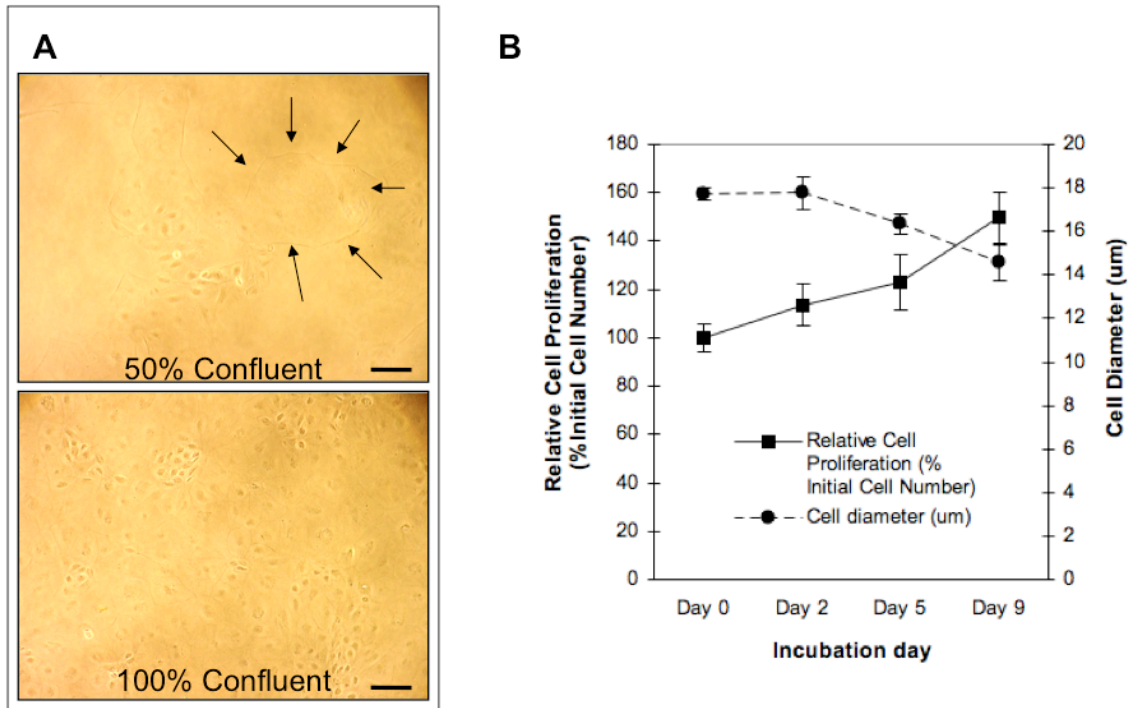 A
50% Confluent
100% Confluent
B
Relative Cell Proliferation
(%Initial Cell Number)
180
160
140
120
100
80
60
40
20
0
Relative Cell
Proliferation (%
Initial Cell Number)
Cell diameter (um)
20
18
16
14
12
10
8
6
4
2
0
Cell Diameter (um)
Day 0 Day 2 Day 5 Day 9
Incubation day